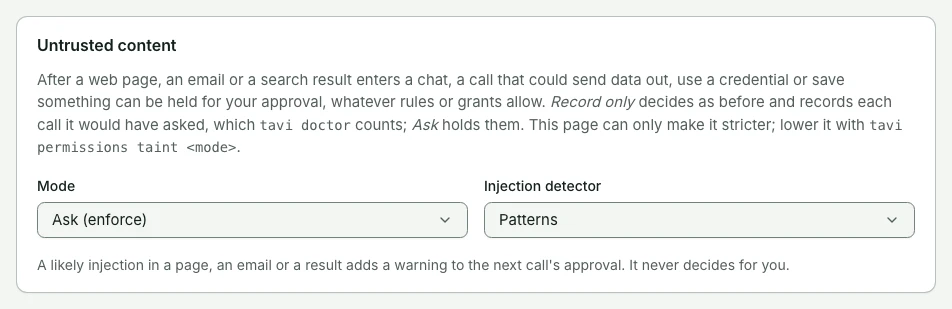 Untrusted content
After a web page, an email or a search result enters a chat, a call that could send data out, use a credential or save
something can be held for your approval, whatever rules or grants allow. Record only decides as before and records each
call it would have asked, which tavi doctor counts; Ask holds them. This page can only make it stricter; lower it with tavi
permissions taint <mode>.
Mode
Injection detector
Ask (enforce)
Patterns
A likely injection in a page, an email or a result adds a warning to the next call's approval. It never decides for you.